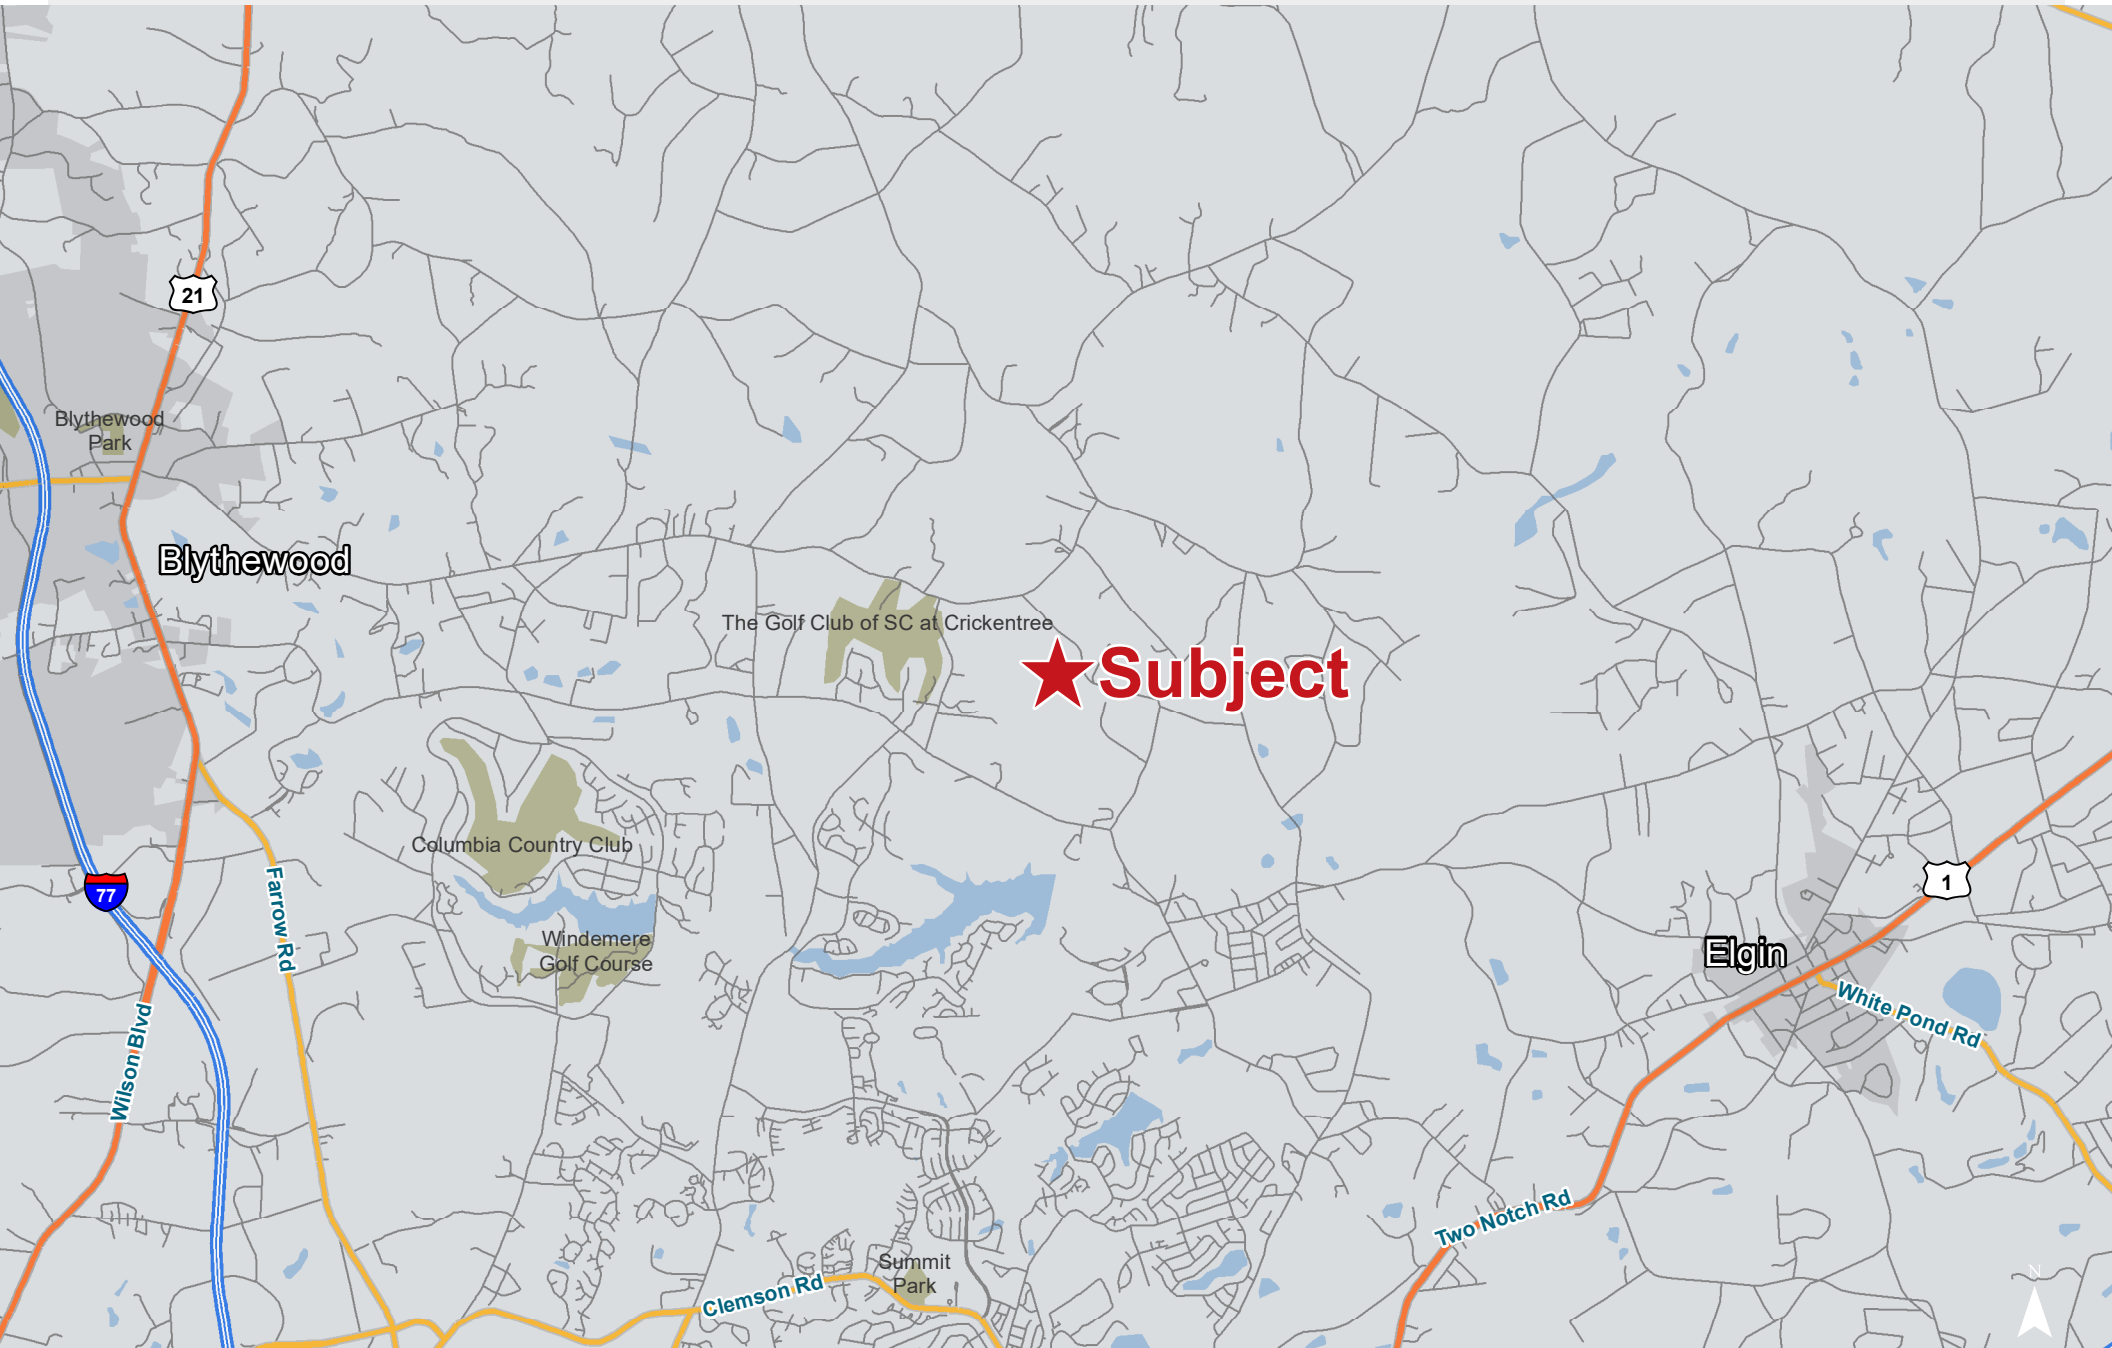 21
Blythewood
Park
Blythewood
The Golf Club of SC at Crickentree
Subject
Columbia Country Club
77
Farrow Rd
1
Windemere
Golf Course
Elgin
White Pond Rd
Wilson Blvd
Two Notch Rd
Summit
Park
Clemson Rd
N